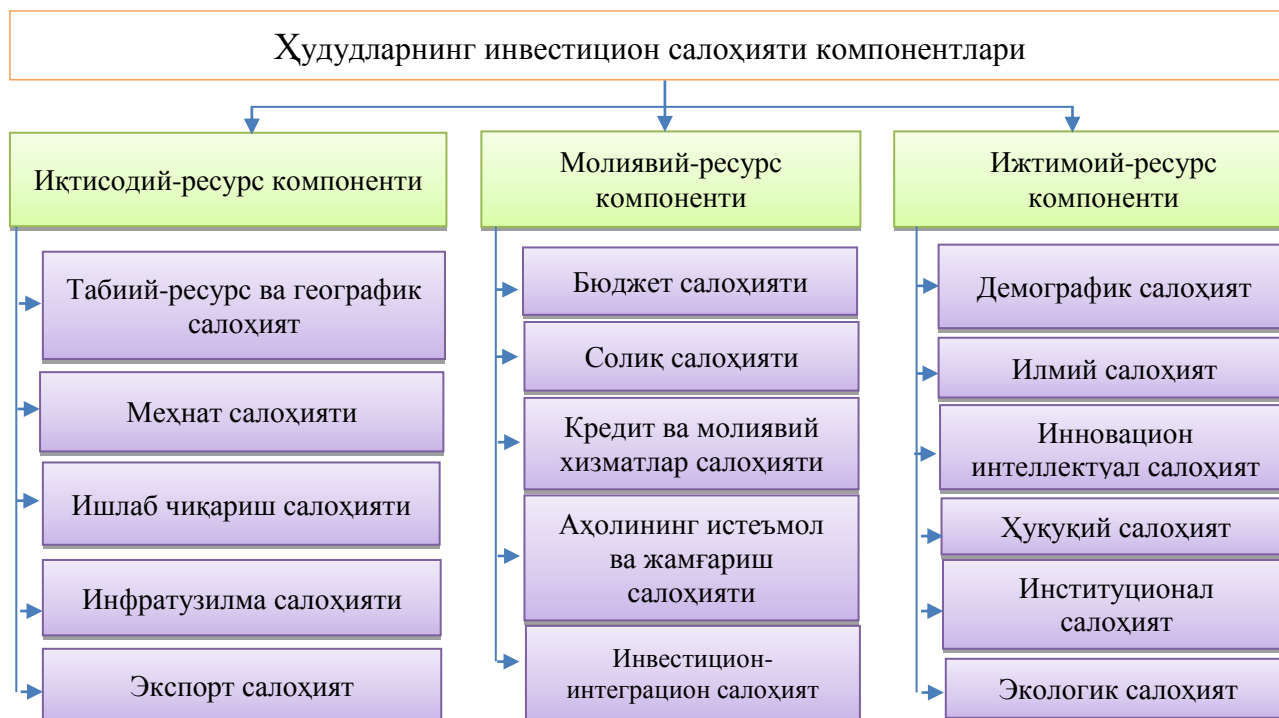 Ҳудудларнинг инвестицион салоҳияти компонентлари
Иқтисодий-ресурс компоненти
Табиий-ресурс ва географик
салоҳият
Меҳнат салоҳияти
Ишлаб чиқариш салоҳияти
Инфратузилма салоҳияти
Экспорт салоҳият
Молиявий-ресурс
компоненти
Бюджет салоҳияти
Солиқ салоҳияти
Кредит ва молиявий
хизматлар салоҳияти
Аҳолининг истеъмол
ва жамғариш
салоҳияти
Инвестицион-
интеграцион салоҳият
Ижтимоий-ресурс
компоненти
Демографик салоҳият
Илмий салоҳият
Инновацион
интеллектуал салоҳият
Ҳуқуқий салоҳият
Институционал
салоҳият
Экологик салоҳият